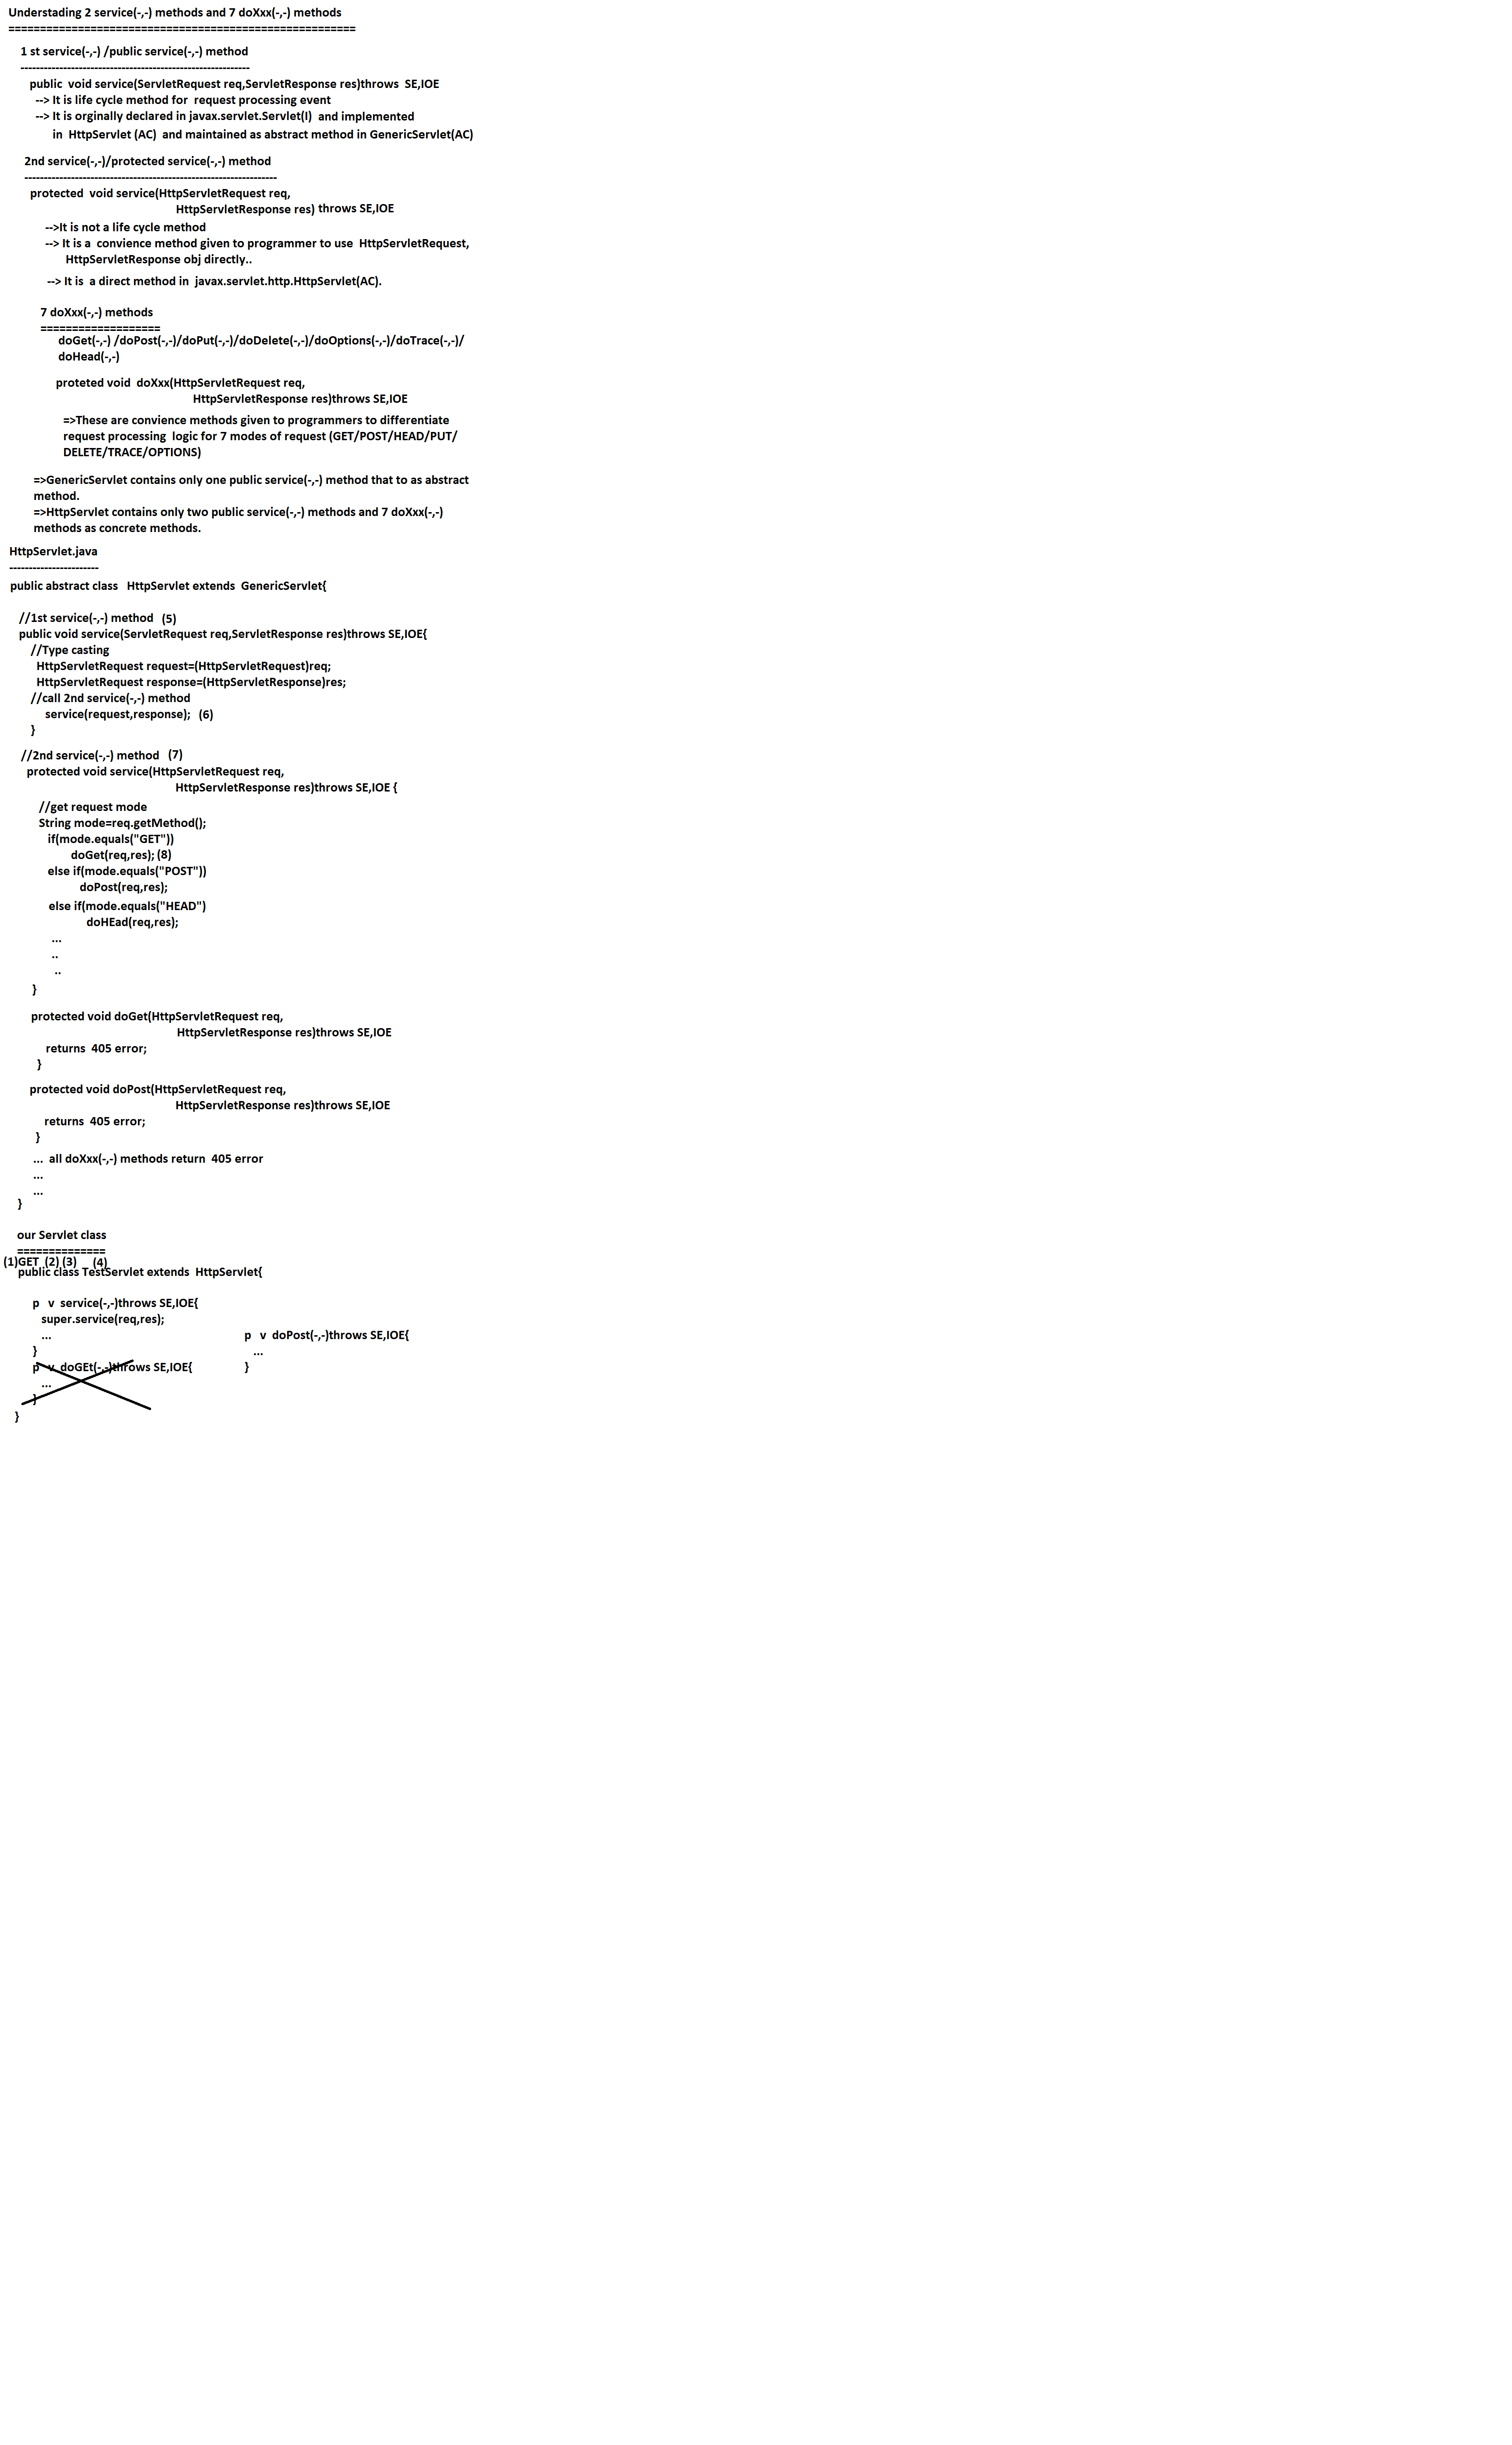 Understading 2 service(-,-) methods and 7 doXxx(-,-) methods
=======================================================
1 st service(-,-) /public service(-,-) method
-----------------------------------------------------------
public  void service(ServletRequest req,ServletResponse res)throws  SE,IOE
--> It is life cycle method for  request processing event
--> It is orginally declared in javax.servlet.Servlet(I)  and implemented
in  HttpServlet (AC)  and maintained as abstract method in GenericServlet(AC)
2nd service(-,-)/protected service(-,-) method
-----------------------------------------------------------------
protected  void service(HttpServletRequest req,
HttpServletResponse res) throws SE,IOE
-->It is not a life cycle method
--> It is a  convience method given to programmer to use  HttpServletRequest,
HttpServletResponse obj directly..
--> It is  a direct method in  javax.servlet.http.HttpServlet(AC).
7 doXxx(-,-) methods
===================
doGet(-,-) /doPost(-,-)/doPut(-,-)/doDelete(-,-)/doOptions(-,-)/doTrace(-,-)/
doHead(-,-)
proteted void  doXxx(HttpServletRequest req,
HttpServletResponse res)throws SE,IOE
=>These are convience methods given to programmers to differentiate
request processing  logic for 7 modes of request (GET/POST/HEAD/PUT/
DELETE/TRACE/OPTIONS)
=>GenericServlet contains only one public service(-,-) method that to as abstract
method.
=>HttpServlet contains only two public service(-,-) methods and 7 doXxx(-,-)
methods as concrete methods.
HttpServlet.java
-----------------------
public abstract class   HttpServlet extends  GenericServlet{
//1st service(-,-) method   (5)
public void service(ServletRequest req,ServletResponse res)throws SE,IOE{
//Type casting
HttpServletRequest request=(HttpServletRequest)req;
HttpServletRequest response=(HttpServletResponse)res;
//call 2nd service(-,-) method
service(request,response);   (6)
}
//2nd service(-,-) method   (7)
protected void service(HttpServletRequest req,
HttpServletResponse res)throws SE,IOE {
//get request mode
String mode=req.getMethod();
if(mode.equals("GET"))
doGet(req,res); (8)
else if(mode.equals("POST"))
doPost(req,res);
else if(mode.equals("HEAD")
doHEad(req,res);
...
..
..
}
protected void doGet(HttpServletRequest req,
HttpServletResponse res)throws SE,IOE
returns  405 error;
}
protected void doPost(HttpServletRequest req,
HttpServletResponse res)throws SE,IOE
returns  405 error;
}
...  all doXxx(-,-) methods return  405 error
...
...
}
our Servlet class
==============
(1)GET  (2) (3)     (4)
public class TestServlet extends  HttpServlet{
p   v  service(-,-)throws SE,IOE{
super.service(req,res);
...
}
p   v  doGEt(-,-)throws SE,IOE{
...
}
p   v  doPost(-,-)throws SE,IOE{
...
}
}